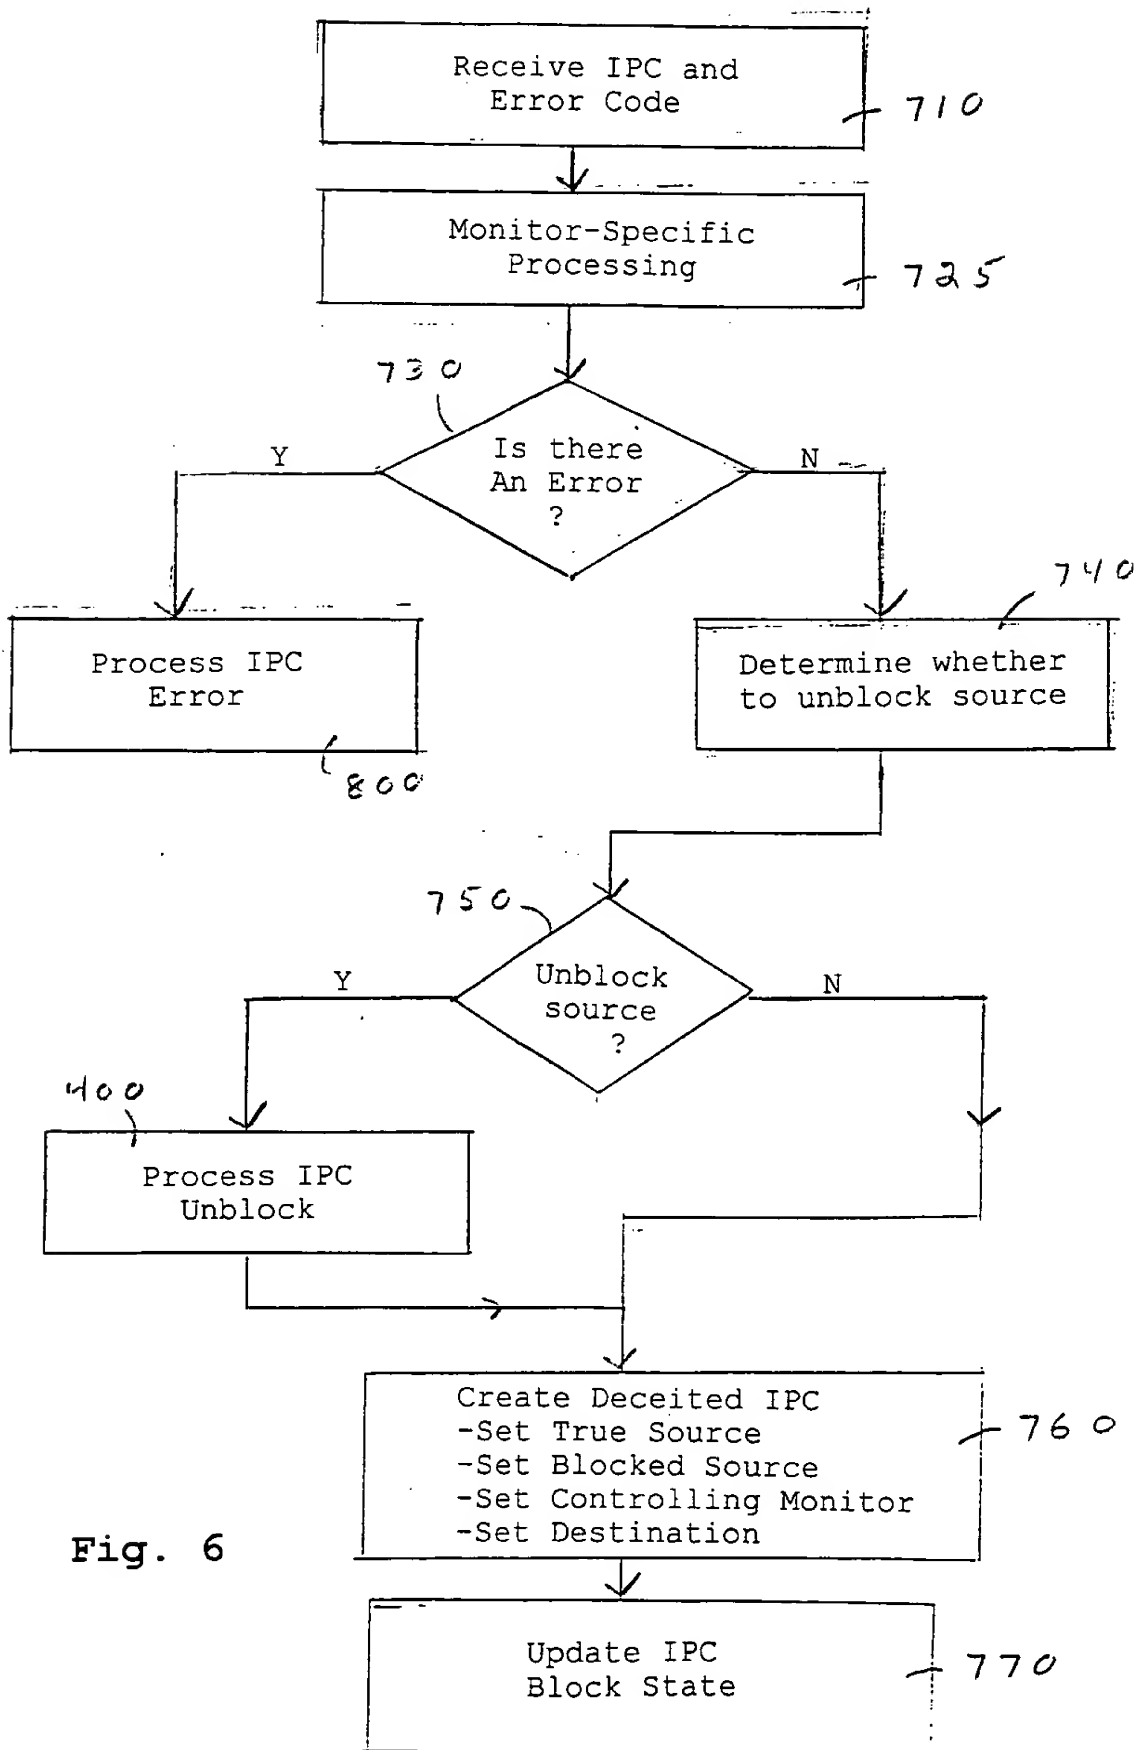 Receive IPC and
Error Code
710
Monitor-Specific
Processing
725
730
Is there
An Error
?
Y
N
740
Process IPC
Error
800
Determine whether
to unblock source
750
Unblock
source
?
Y
N
400
Process IPC
Unblock
Create Deceited IPC
-Set True Source
-Set Blocked Source
-Set Controlling Monitor
-Set Destination
760
Fig. 6
Update IPC
Block State
770